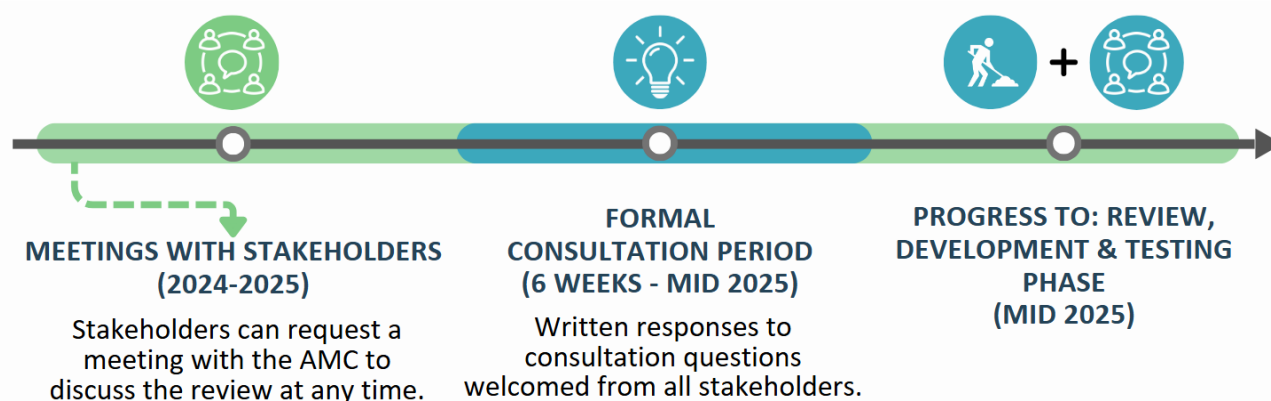 MEETINGS WITH STAKEHOLDERS
(2024-2025)
Stakeholders can request a
meeting with the AMC to
discuss the review at any time.
FORMAL
CONSULTATION PERIOD
(6 WEEKS - MID 2025)
Written responses to
consultation questions
welcomed from all stakeholders.
PROGRESS TO: REVIEW,
DEVELOPMENT & TESTING
PHASE
(MID 2025)